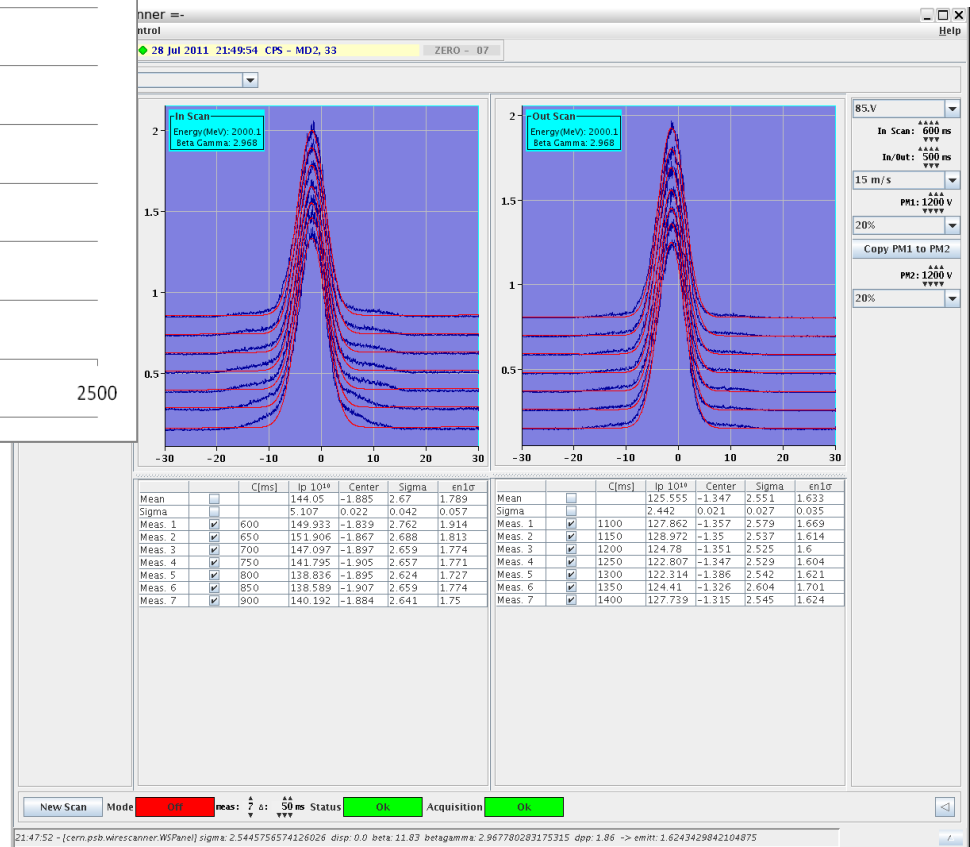 nner =-
ntrol
Help
28 Jul 2011 21:49:54 CPS - MD2, 33
ZERO - 07
2500
In Scan
Energy(MeV): 2000.1
Beta Gamma: 2.968
2
1.5
1
0.5
-30 -20 -10 0 10 20 30
Out Scan
Energy(MeV): 2000.1
Beta Gamma: 2.968
2
1.5
1
0.5
-30 -20 -10 0 10 20 30
85.V
In Scan: 600 ms
In/Out: 500 ms
15 m/s
PM1: 1200 V
20%
Copy PM1 to PM2
PM2: 1200 V
20%
C[ms] Ip 10¹⁰ Center Sigma εn1σ
Mean 144.05 -1.885 2.67 1.789
Sigma 5.107 0.022 0.042 0.057
Meas. 1 600 149.933 -1.839 2.762 1.914
Meas. 2 650 151.906 -1.867 2.688 1.813
Meas. 3 700 147.097 -1.897 2.659 1.774
Meas. 4 750 141.795 -1.905 2.657 1.771
Meas. 5 800 138.836 -1.895 2.624 1.727
Meas. 6 850 138.589 -1.907 2.659 1.774
Meas. 7 900 140.192 -1.884 2.641 1.75
C[ms] Ip 10¹⁰ Center Sigma εn1σ
Mean 125.555 -1.347 2.551 1.633
Sigma 2.442 0.021 0.027 0.035
Meas. 1 1100 127.862 -1.357 2.579 1.669
Meas. 2 1150 128.972 -1.35 2.537 1.614
Meas. 3 1200 124.78 -1.351 2.525 1.6
Meas. 4 1250 122.807 -1.347 2.529 1.604
Meas. 5 1300 122.314 -1.386 2.542 1.621
Meas. 6 1350 124.41 -1.326 2.604 1.701
Meas. 7 1400 127.739 -1.315 2.545 1.624
New Scan Mode Off meas: 7 Δ: 50 ms Status Ok Acquisition Ok
21:47:52 - [cern.psb.wirescanner.WSPanel] sigma: 2.5445756574126026 disp: 0.0 beta: 11.83 betagamma: 2.967780283175315 dpp: 1.86 -> emitt: 1.6243429842104875